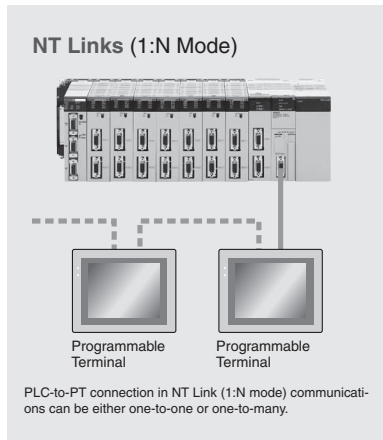 NT Links (1:N Mode)
Programmable
Terminal
Programmable
Terminal
PLC-to-PT connection in NT Link (1:N mode) communicati-
ons can be either one-to-one or one-to-many.